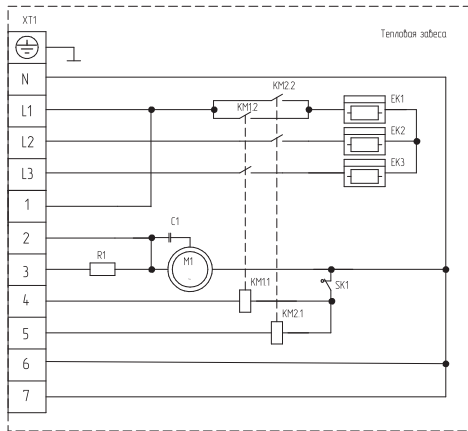 XT1
Тепловая завеса
N
KM2.2
L1
KM1.2
EK1
L2
EK2
L3
EK3
1
C1
2
R1
M1
3
KM1.1
SK1
4
KM2.1
5
6
7